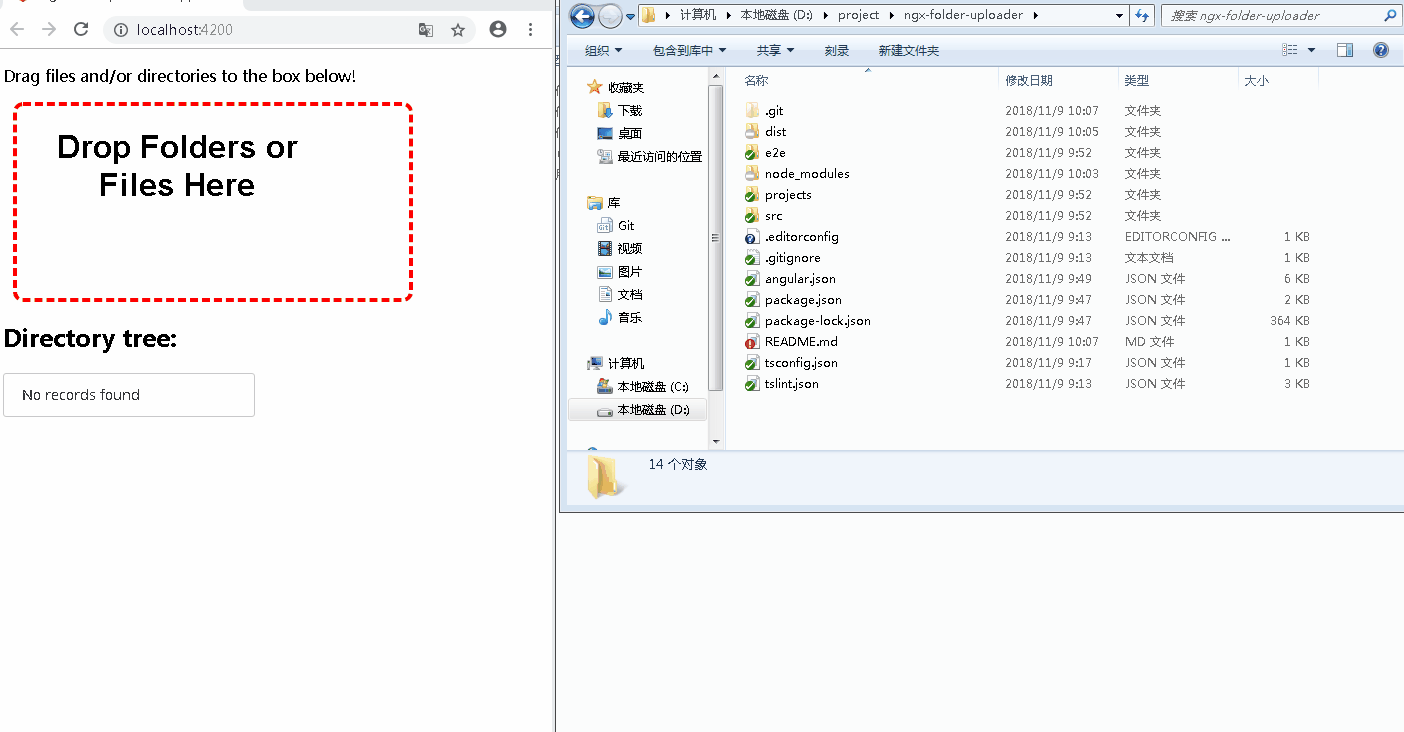 localhost:4200
Drag files and/or directories to the box below!
Drop Folders or
Files Here
Directory tree:
No records found
计算机 本地磁盘 (D:) project ngx-folder-uploader
搜索 ngx-folder-uploader
组织 包含到库中 共享 刻录 新建文件夹
收藏夹
下载
桌面
最近访问的位置
库
Git
视频
图片
文档
音乐
计算机
本地磁盘 (C:)
本地磁盘 (D:)
名称 修改日期 类型 大小
.git 2018/11/9 10:07 文件夹
dist 2018/11/9 10:05 文件夹
e2e 2018/11/9 9:52 文件夹
node_modules 2018/11/9 10:03 文件夹
projects 2018/11/9 9:52 文件夹
src 2018/11/9 9:52 文件夹
.editorconfig 2018/11/9 9:13 EDITORCONFIG ... 1 KB
.gitignore 2018/11/9 9:13 文本文档 1 KB
angular.json 2018/11/9 9:49 JSON 文件 6 KB
package.json 2018/11/9 9:47 JSON 文件 2 KB
package-lock.json 2018/11/9 9:47 JSON 文件 364 KB
README.md 2018/11/9 10:07 MD 文件 1 KB
tsconfig.json 2018/11/9 9:17 JSON 文件 1 KB
tslint.json 2018/11/9 9:13 JSON 文件 3 KB
14 个对象